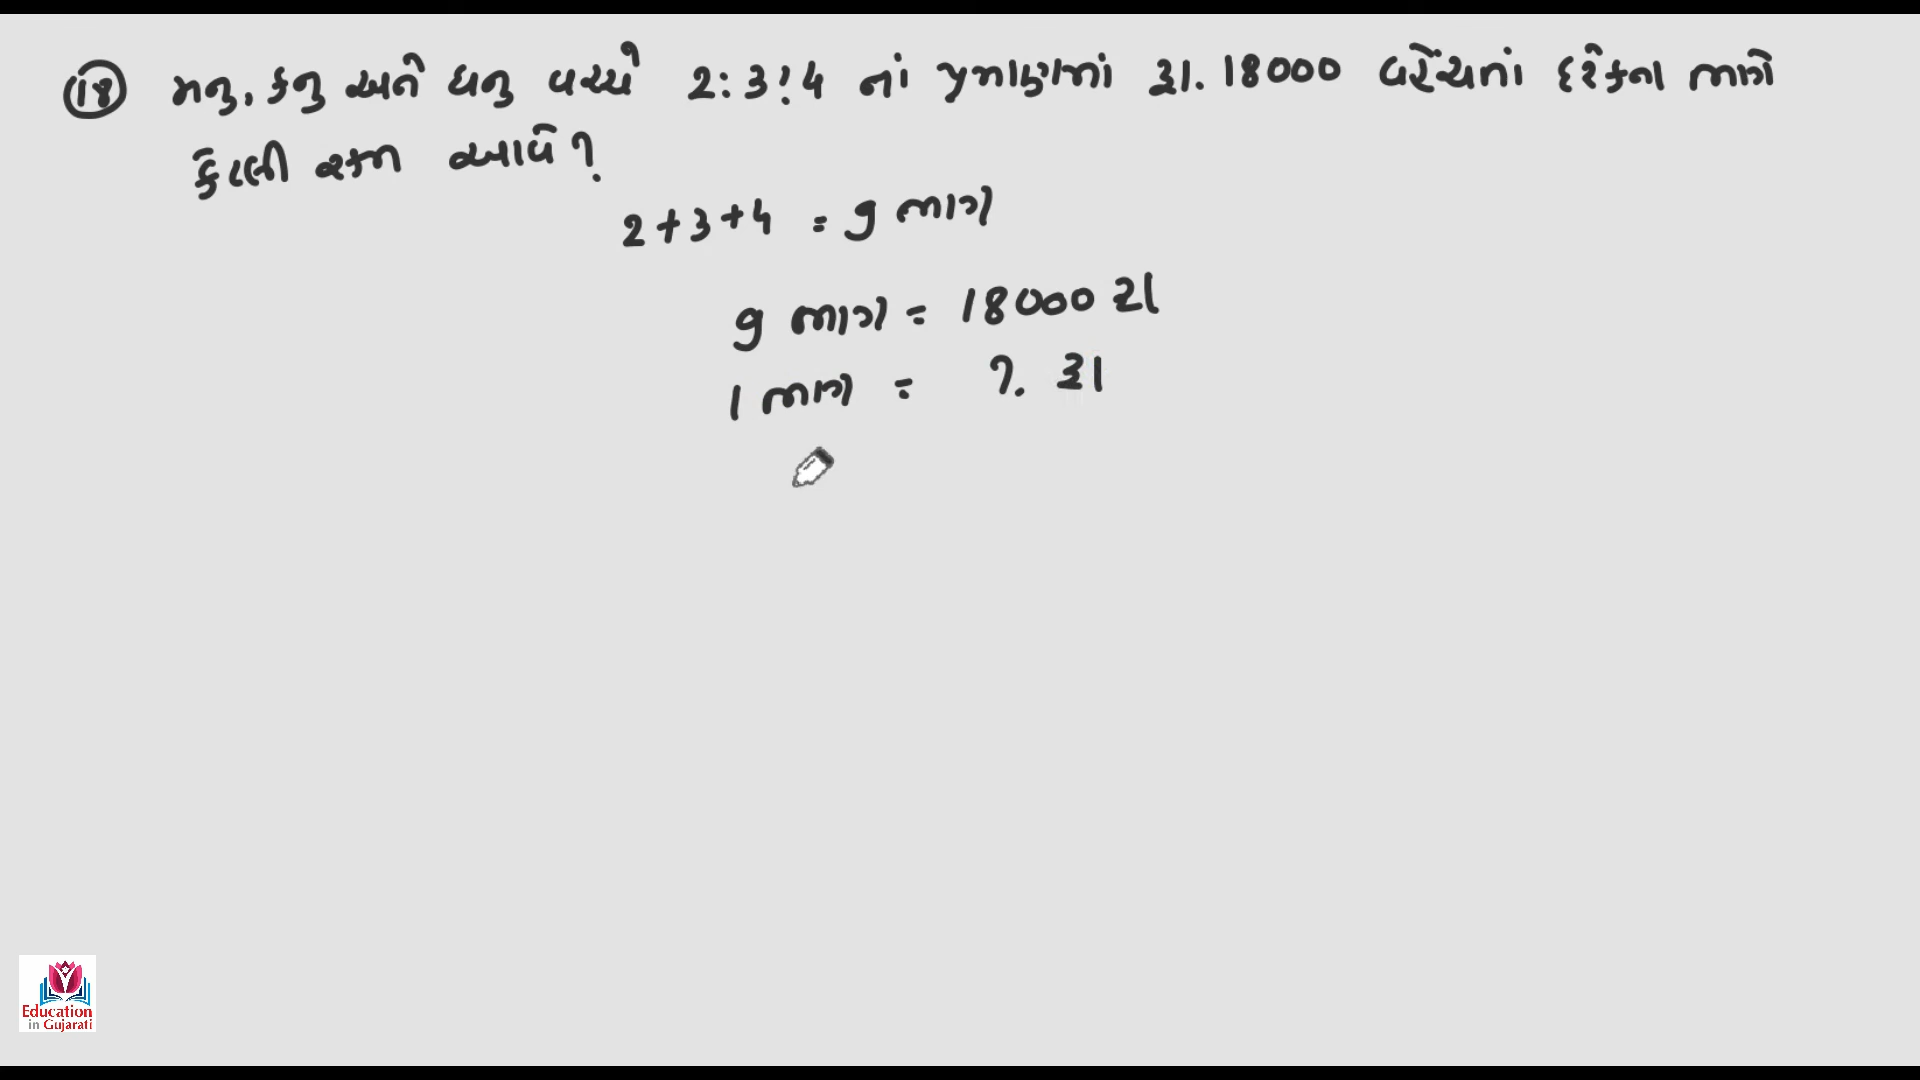 (18) મનુ, કનુ અને ધનુ વચ્ચે 2:3:4 નાં પ્રમાણમાં રૂા. 18000 વહેંચતાં દરેકના ભાગે
કેટલી રકમ આવે?
2+3+4 = 9 ભાગ
9 ભાગ = 18000 રૂા
1 ભાગ = ?. રૂા
Education
in Gujarati